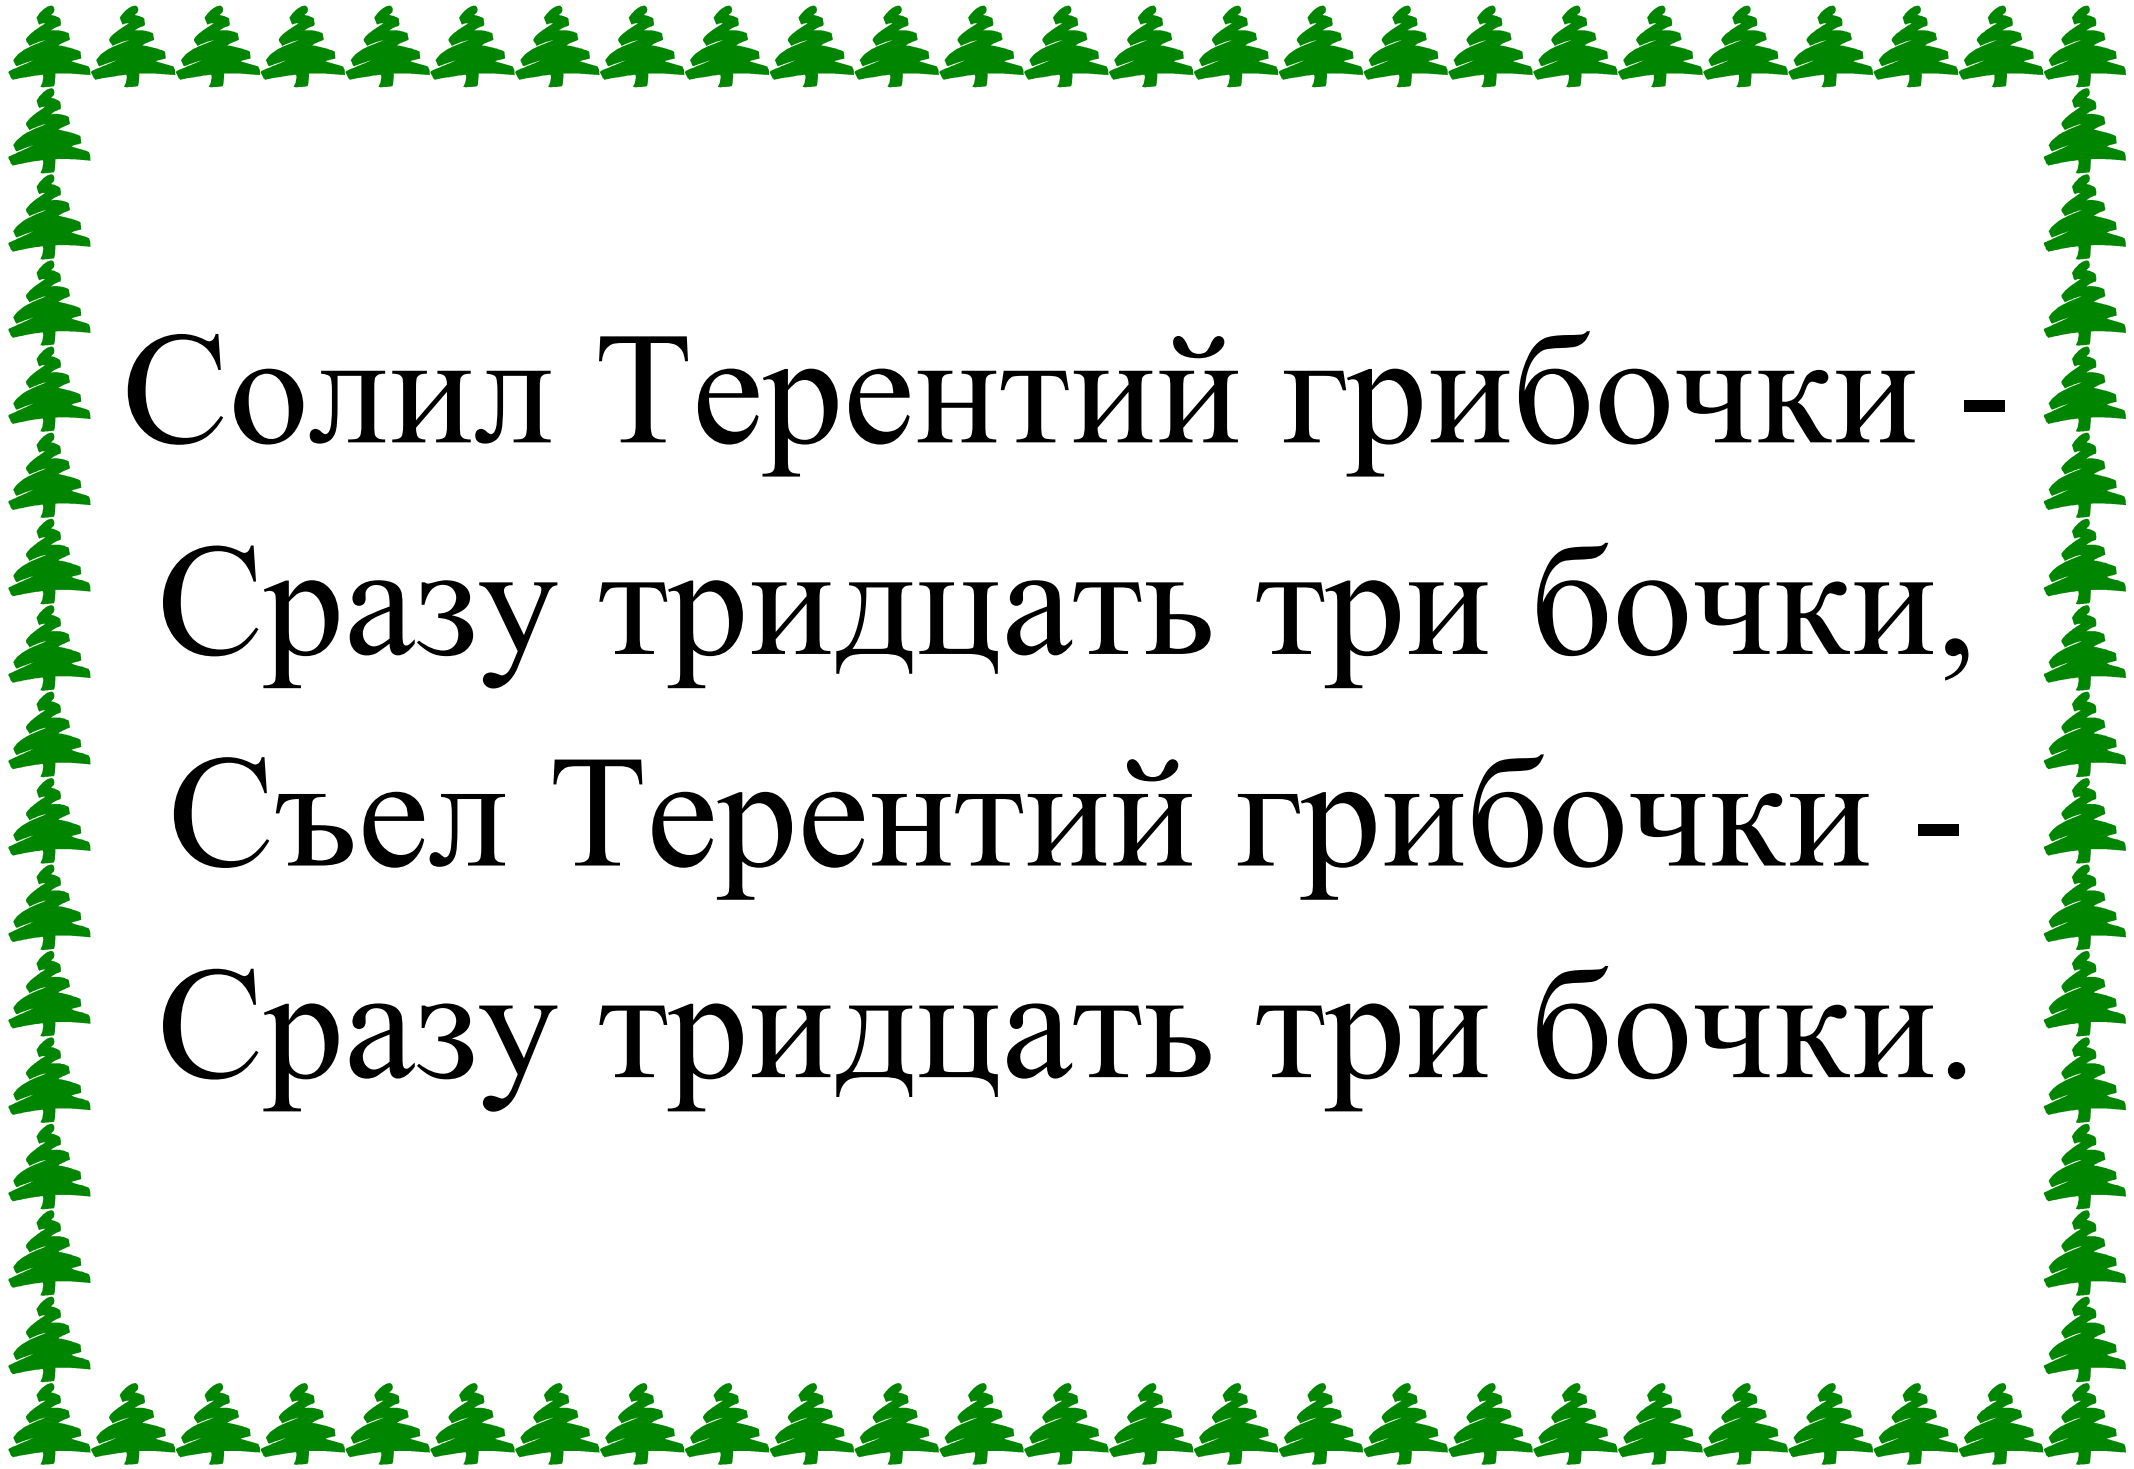 Солил Терентий грибочки -
Сразу тридцать три бочки,
Съел Терентий грибочки -
Сразу тридцать три бочки.